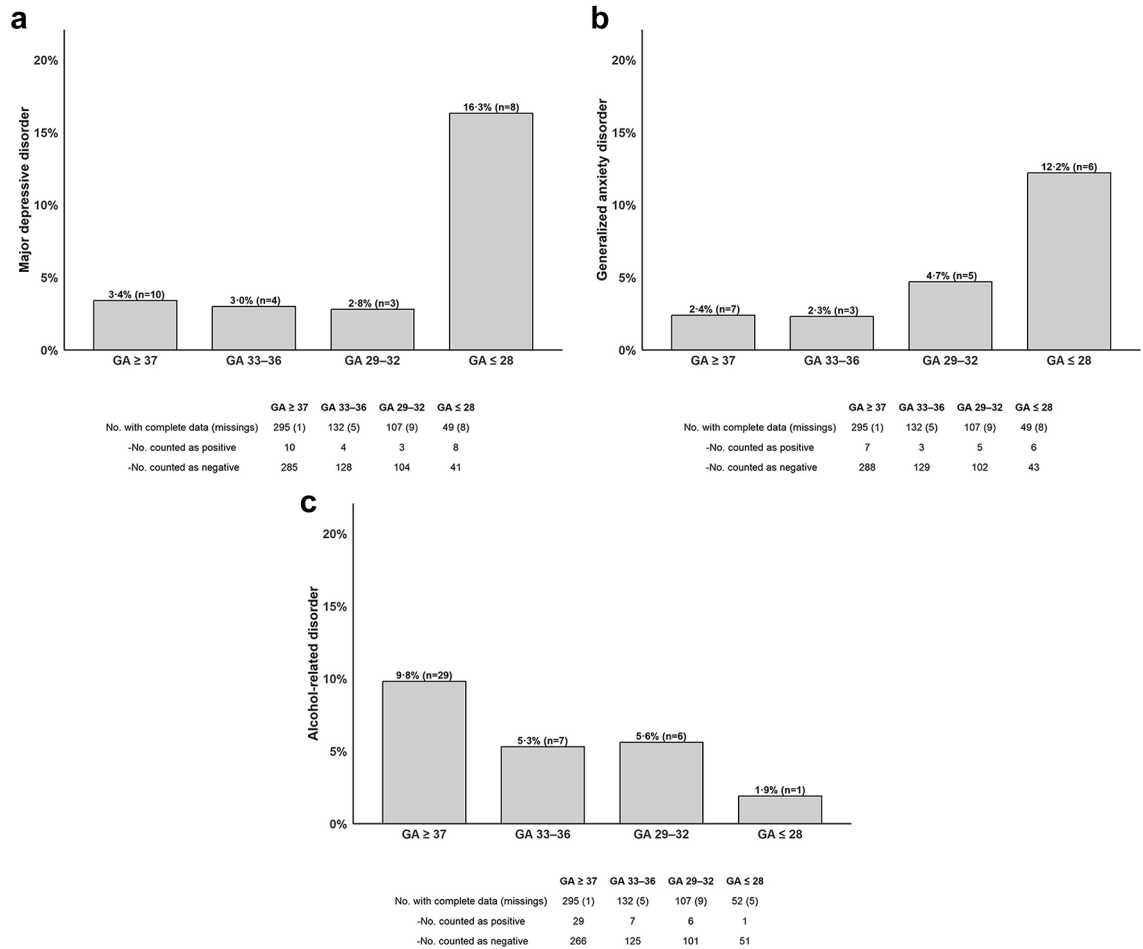 a
Major depressive disorder
20%
15%
10%
5%
0%
3·4% (n=10)
3·0% (n=4)
2·8% (n=3)
16·3% (n=8)
GA ≥ 37 GA 33–36 GA 29–32 GA ≤ 28
GA ≥ 37 GA 33–36 GA 29–32 GA ≤ 28
No. with complete data (missings) 295 (1) 132 (5) 107 (9) 49 (8)
-No. counted as positive 10 4 3 8
-No. counted as negative 285 128 104 41
b
Generalized anxiety disorder
20%
15%
10%
5%
0%
2·4% (n=7)
2·3% (n=3)
4·7% (n=5)
12·2% (n=6)
GA ≥ 37 GA 33–36 GA 29–32 GA ≤ 28
GA ≥ 37 GA 33–36 GA 29–32 GA ≤ 28
No. with complete data (missings) 295 (1) 132 (5) 107 (9) 49 (8)
-No. counted as positive 7 3 5 6
-No. counted as negative 288 129 102 43
c
Alcohol-related disorder
20%
15%
10%
5%
0%
9·8% (n=29)
5·3% (n=7)
5·6% (n=6)
1·9% (n=1)
GA ≥ 37 GA 33–36 GA 29–32 GA ≤ 28
GA ≥ 37 GA 33–36 GA 29–32 GA ≤ 28
No. with complete data (missings) 295 (1) 132 (5) 107 (9) 52 (5)
-No. counted as positive 29 7 6 1
-No. counted as negative 266 125 101 51